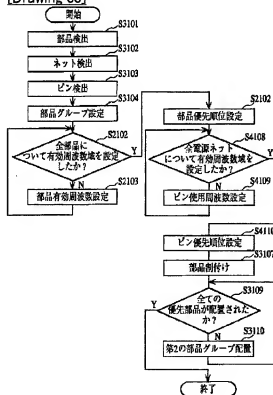 [Drawing 38]
開始
S3101
部品検出
S3102
ネット検出
S3103
ピン検出
S3104
部品グループ設定
S2102
全部品に
ついて有効周波数域を設定
したか?
Y
N
S2103
部品有効周波数設定
S2102
部品優先順位設定
S4108
全電源ネット
について有効周波数域を
設定したか?
Y
N
S4109
ピン使用周波数設定
S4110
ピン優先順位設定
S3107
部品割付け
S3109
全ての
優先部品が配置された
か?
Y
N
S3110
第2の部品グループ配置
終了